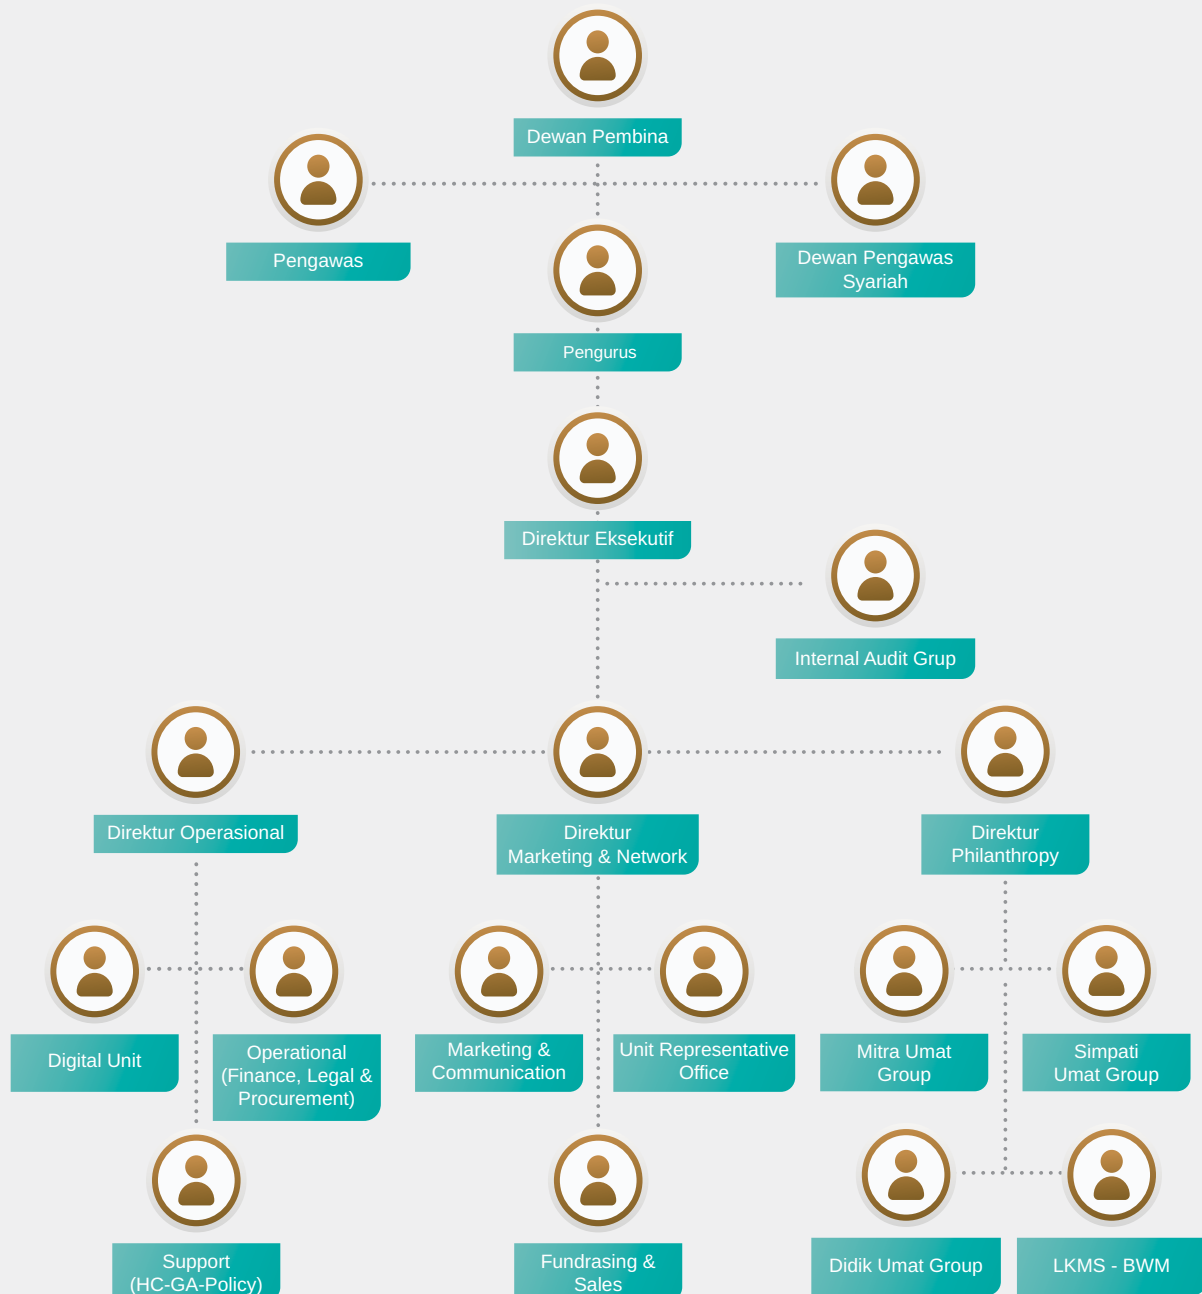 Dewan Pembina
Pengawas
Dewan Pengawas
Syariah
Pengurus
Direktur Eksekutif
Internal Audit Grup
Direktur Operasional
Direktur
Marketing & Network
Direktur
Philanthropy
Digital Unit
Operational
(Finance, Legal &
Procurement)
Marketing &
Communication
Unit Representative
Office
Mitra Umat
Group
Simpati
Umat Group
Support
(HC-GA-Policy)
Fundrasing &
Sales
Didik Umat Group
LKMS - BWM